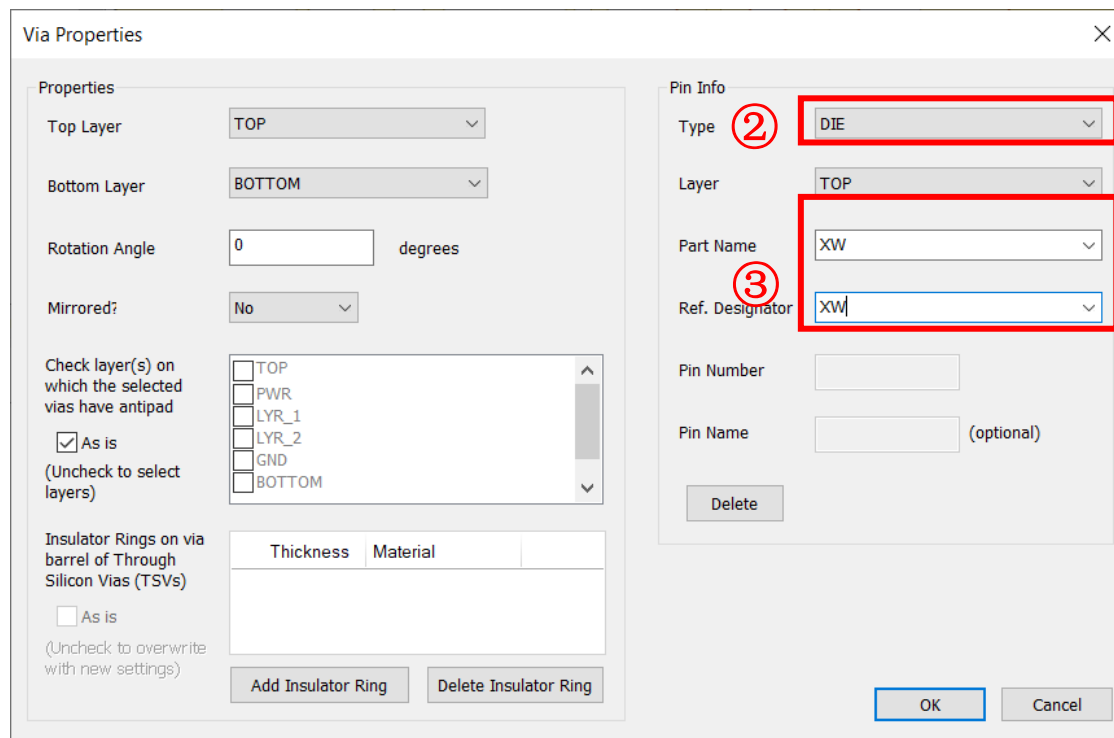 Via Properties
Properties
Top Layer
TOP
Bottom Layer
BOTTOM
Rotation Angle
0
degrees
Mirrored?
No
Check layer(s) on
which the selected
vias have antipad
As is
(Uncheck to select
layers)
TOP
PWR
LYR_1
LYR_2
GND
BOTTOM
Insulator Rings on via
barrel of Through
Silicon Vias (TSVs)
As is
(Uncheck to overwrite
with new settings)
Thickness Material
Add Insulator Ring
Delete Insulator Ring
Pin Info
Type
②
DIE
Layer
TOP
Part Name
XW
③
Ref. Designator
XW
Pin Number
Pin Name
(optional)
Delete
OK
Cancel